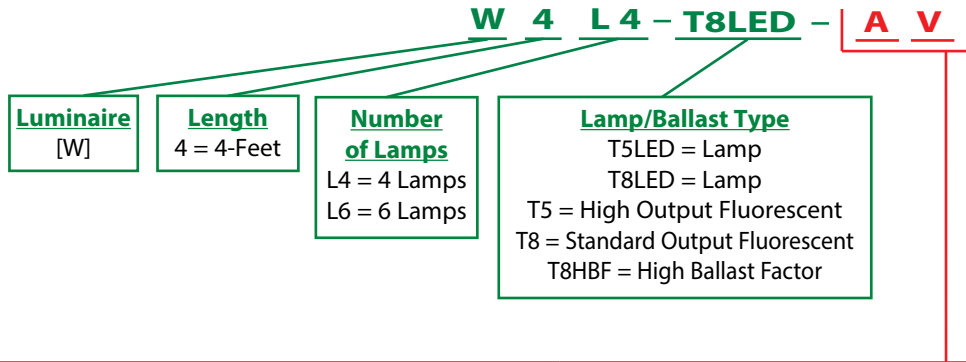 W 4 L 4 – T8LED – A V
Luminaire
[W]
Length
4 = 4-Feet
Number
of Lamps
L4 = 4 Lamps
L6 = 6 Lamps
Lamp/Ballast Type
T5LED = Lamp
T8LED = Lamp
T5 = High Output Fluorescent
T8 = Standard Output Fluorescent
T8HBF = High Ballast Factor